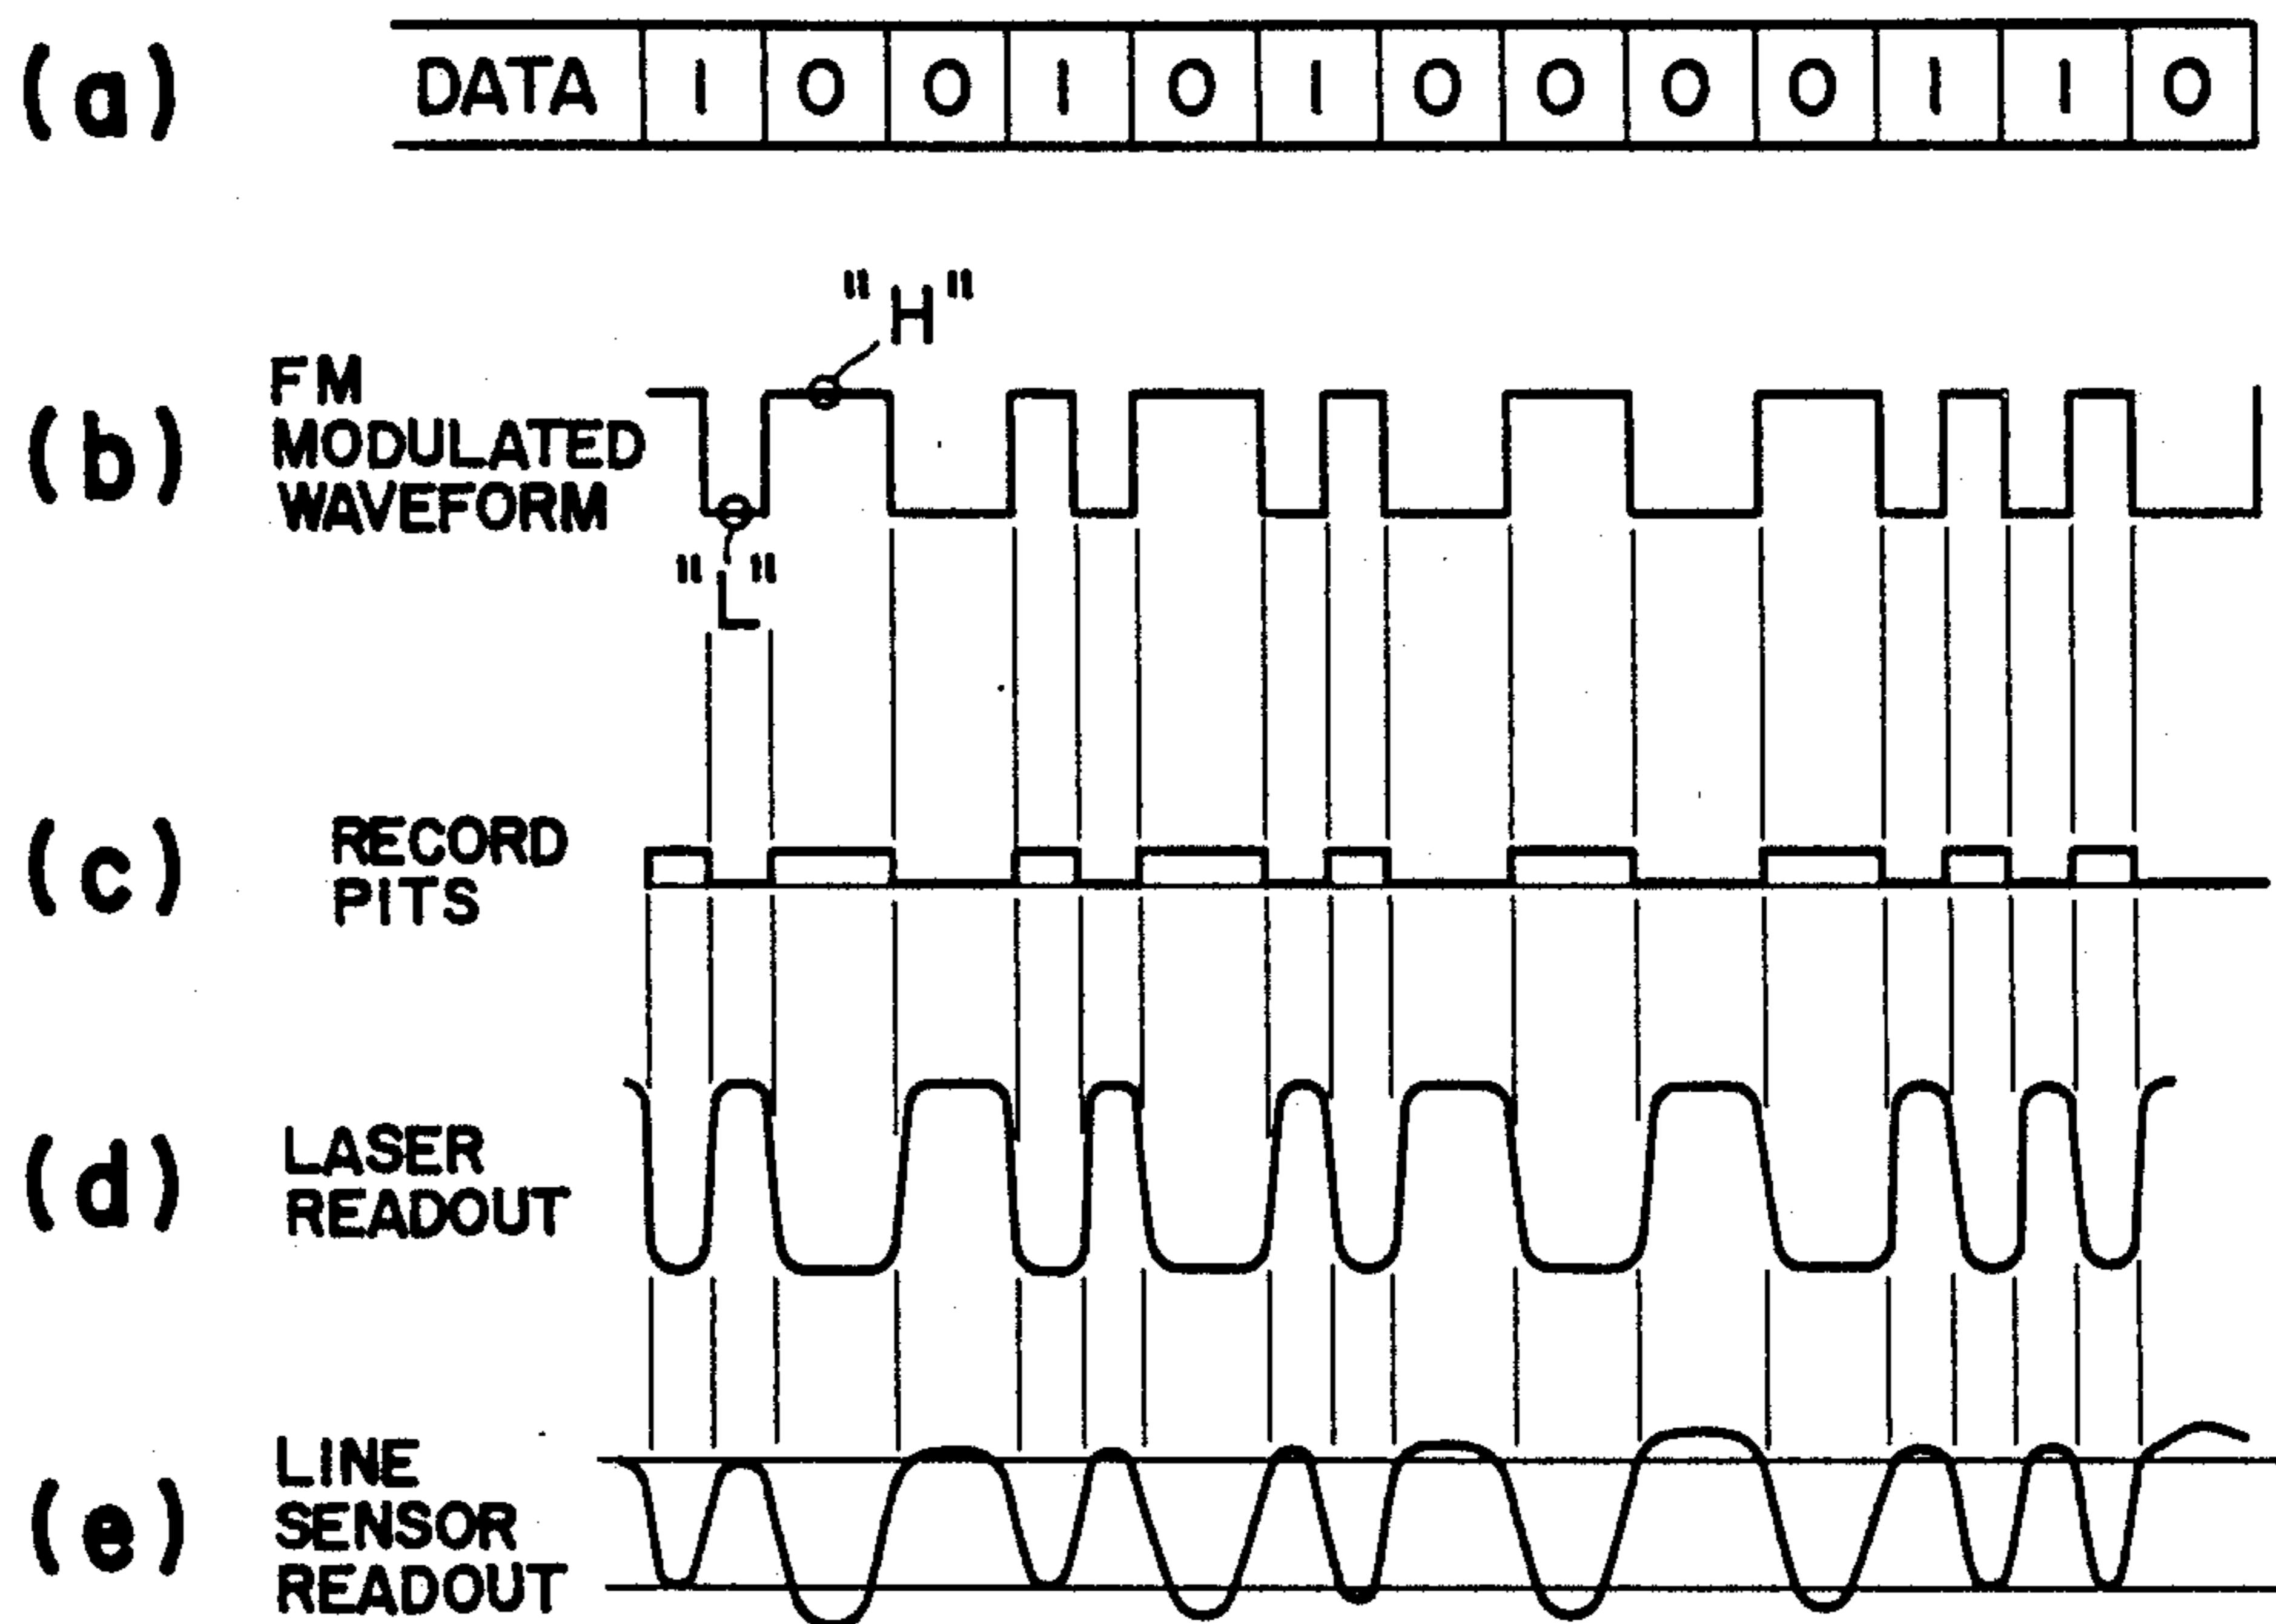 (a)
DATA 1 0 0 1 0 1 0 0 0 0 1 1 0
(b)
FM
MODULATED
WAVEFORM
"H"
"L"
(c)
RECORD
PITS
(d)
LASER
READOUT
(e)
LINE
SENSOR
READOUT